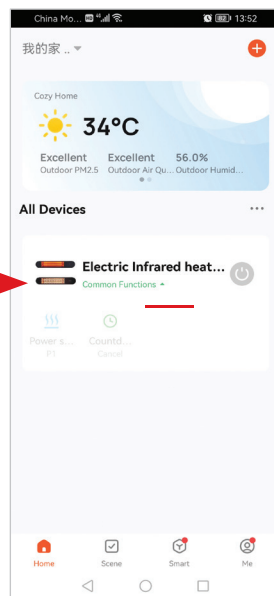 China Mo... 13:52
我的家 ..
Cozy Home
34°C
Excellent Excellent 56.0%
Outdoor PM2.5 Outdoor Air Qu... Outdoor Humid...
All Devices
Electric Infrared heat...
Common Functions
Power s... Countd...
P1 Cancel
Home Scene Smart Me